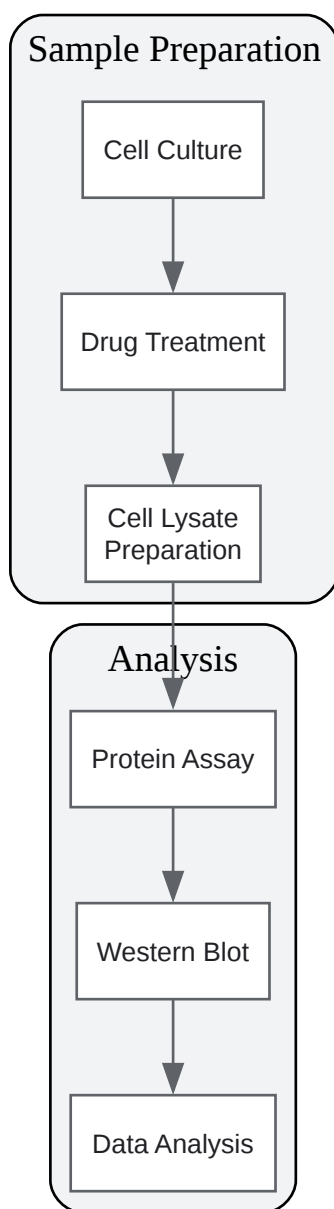 Sample Preparation
Cell Culture
Drug Treatment
Cell Lysate
Preparation
Analysis
Protein Assay
Western Blot
Data Analysis